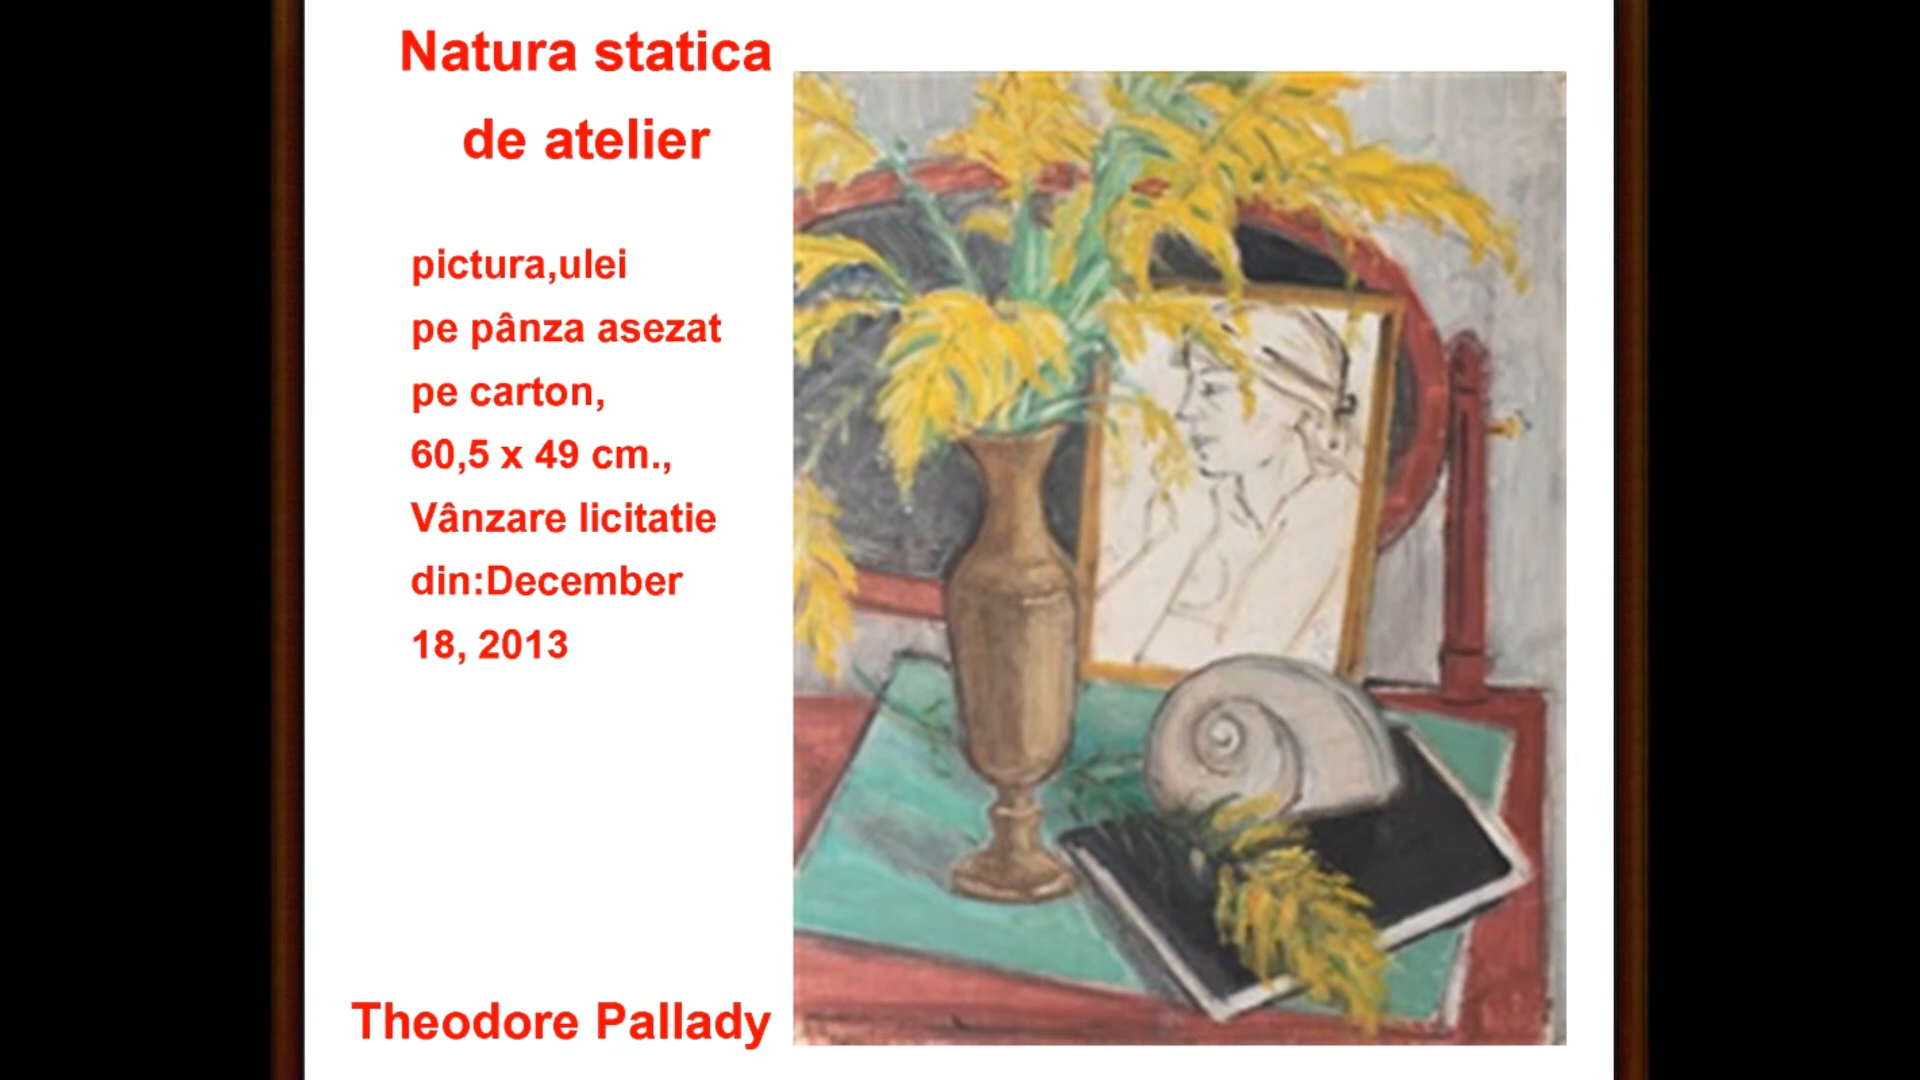 Natura statica
de atelier
pictura,ulei
pe pânza asezat
pe carton,
60,5 x 49 cm.,
Vânzare licitatie
din:December
18, 2013
Theodore Pallady